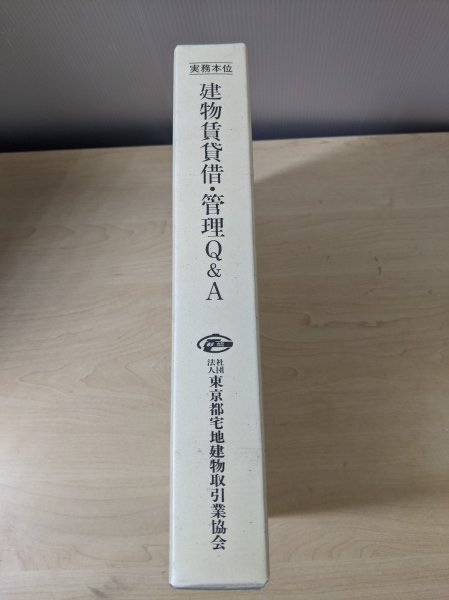 実務本位
建物賃貸借・管理Q&A
社団法人
東京都宅地建物取引業協会